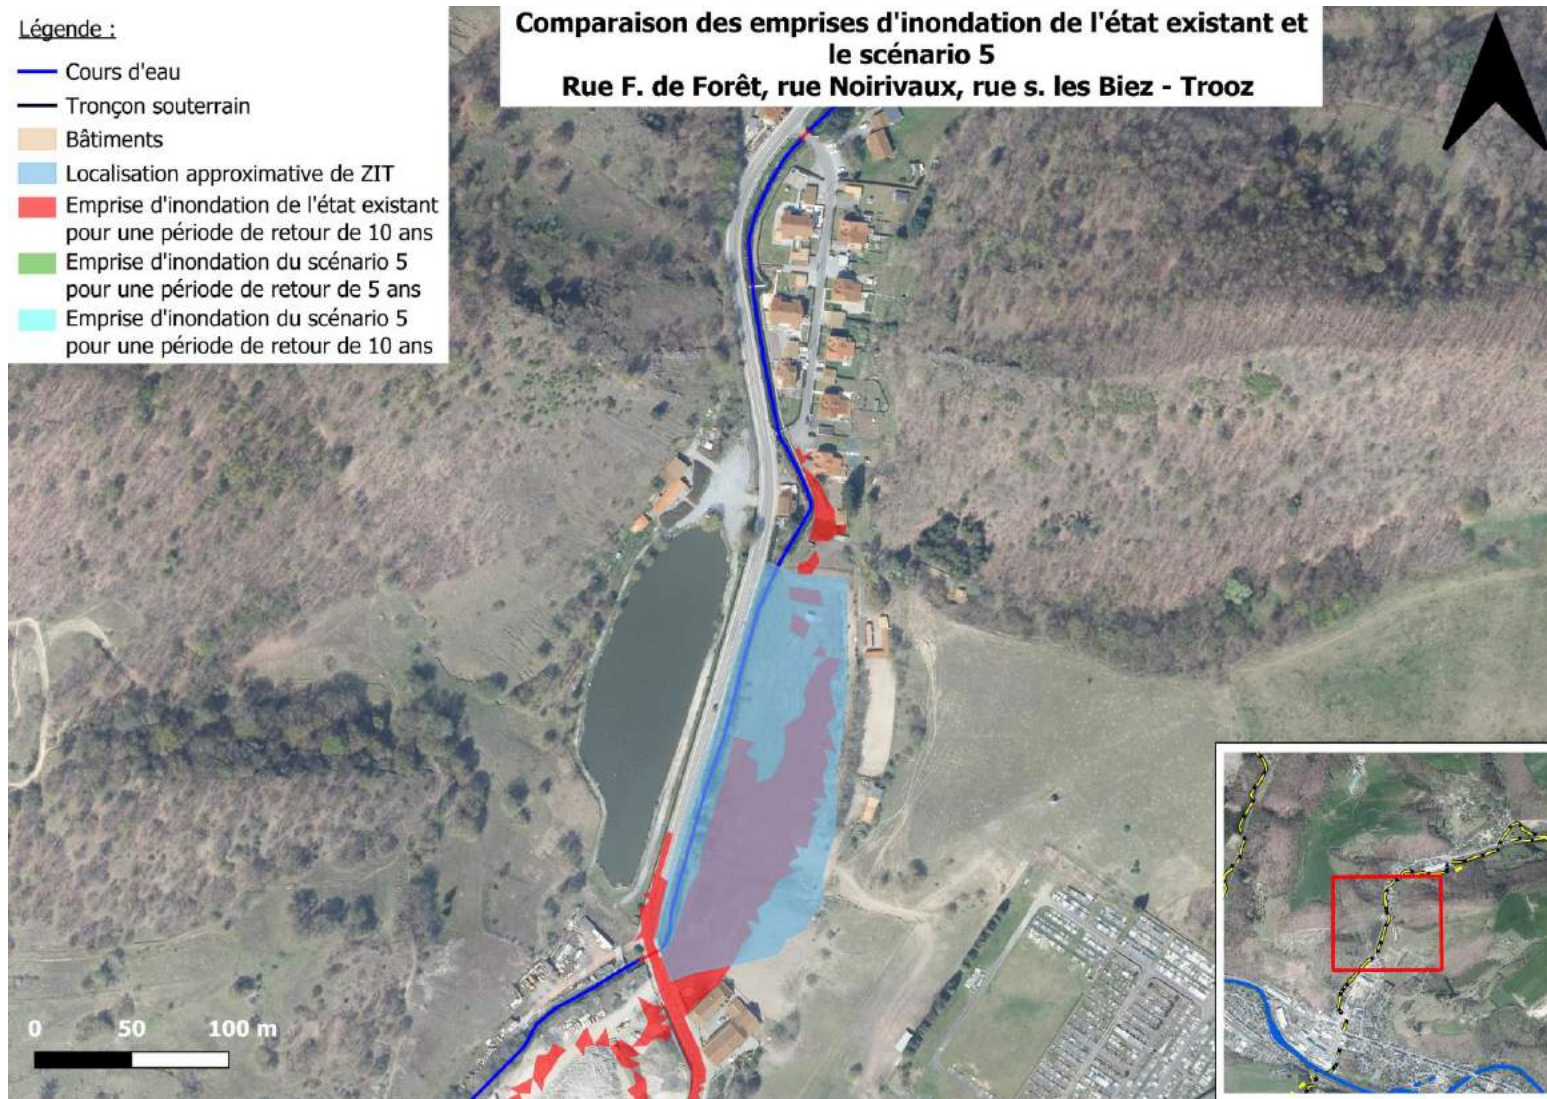 Légende :
Cours d'eau
Tronçon souterrain
Bâtiments
Localisation approximative de ZIT
Emprise d'inondation de l'état existant
pour une période de retour de 10 ans
Emprise d'inondation du scénario 5
pour une période de retour de 5 ans
Emprise d'inondation du scénario 5
pour une période de retour de 10 ans
Comparaison des emprises d'inondation de l'état existant et
le scénario 5
Rue F. de Forêt, rue Noirivaux, rue s. les Biez - Trooz
0 50 100 m